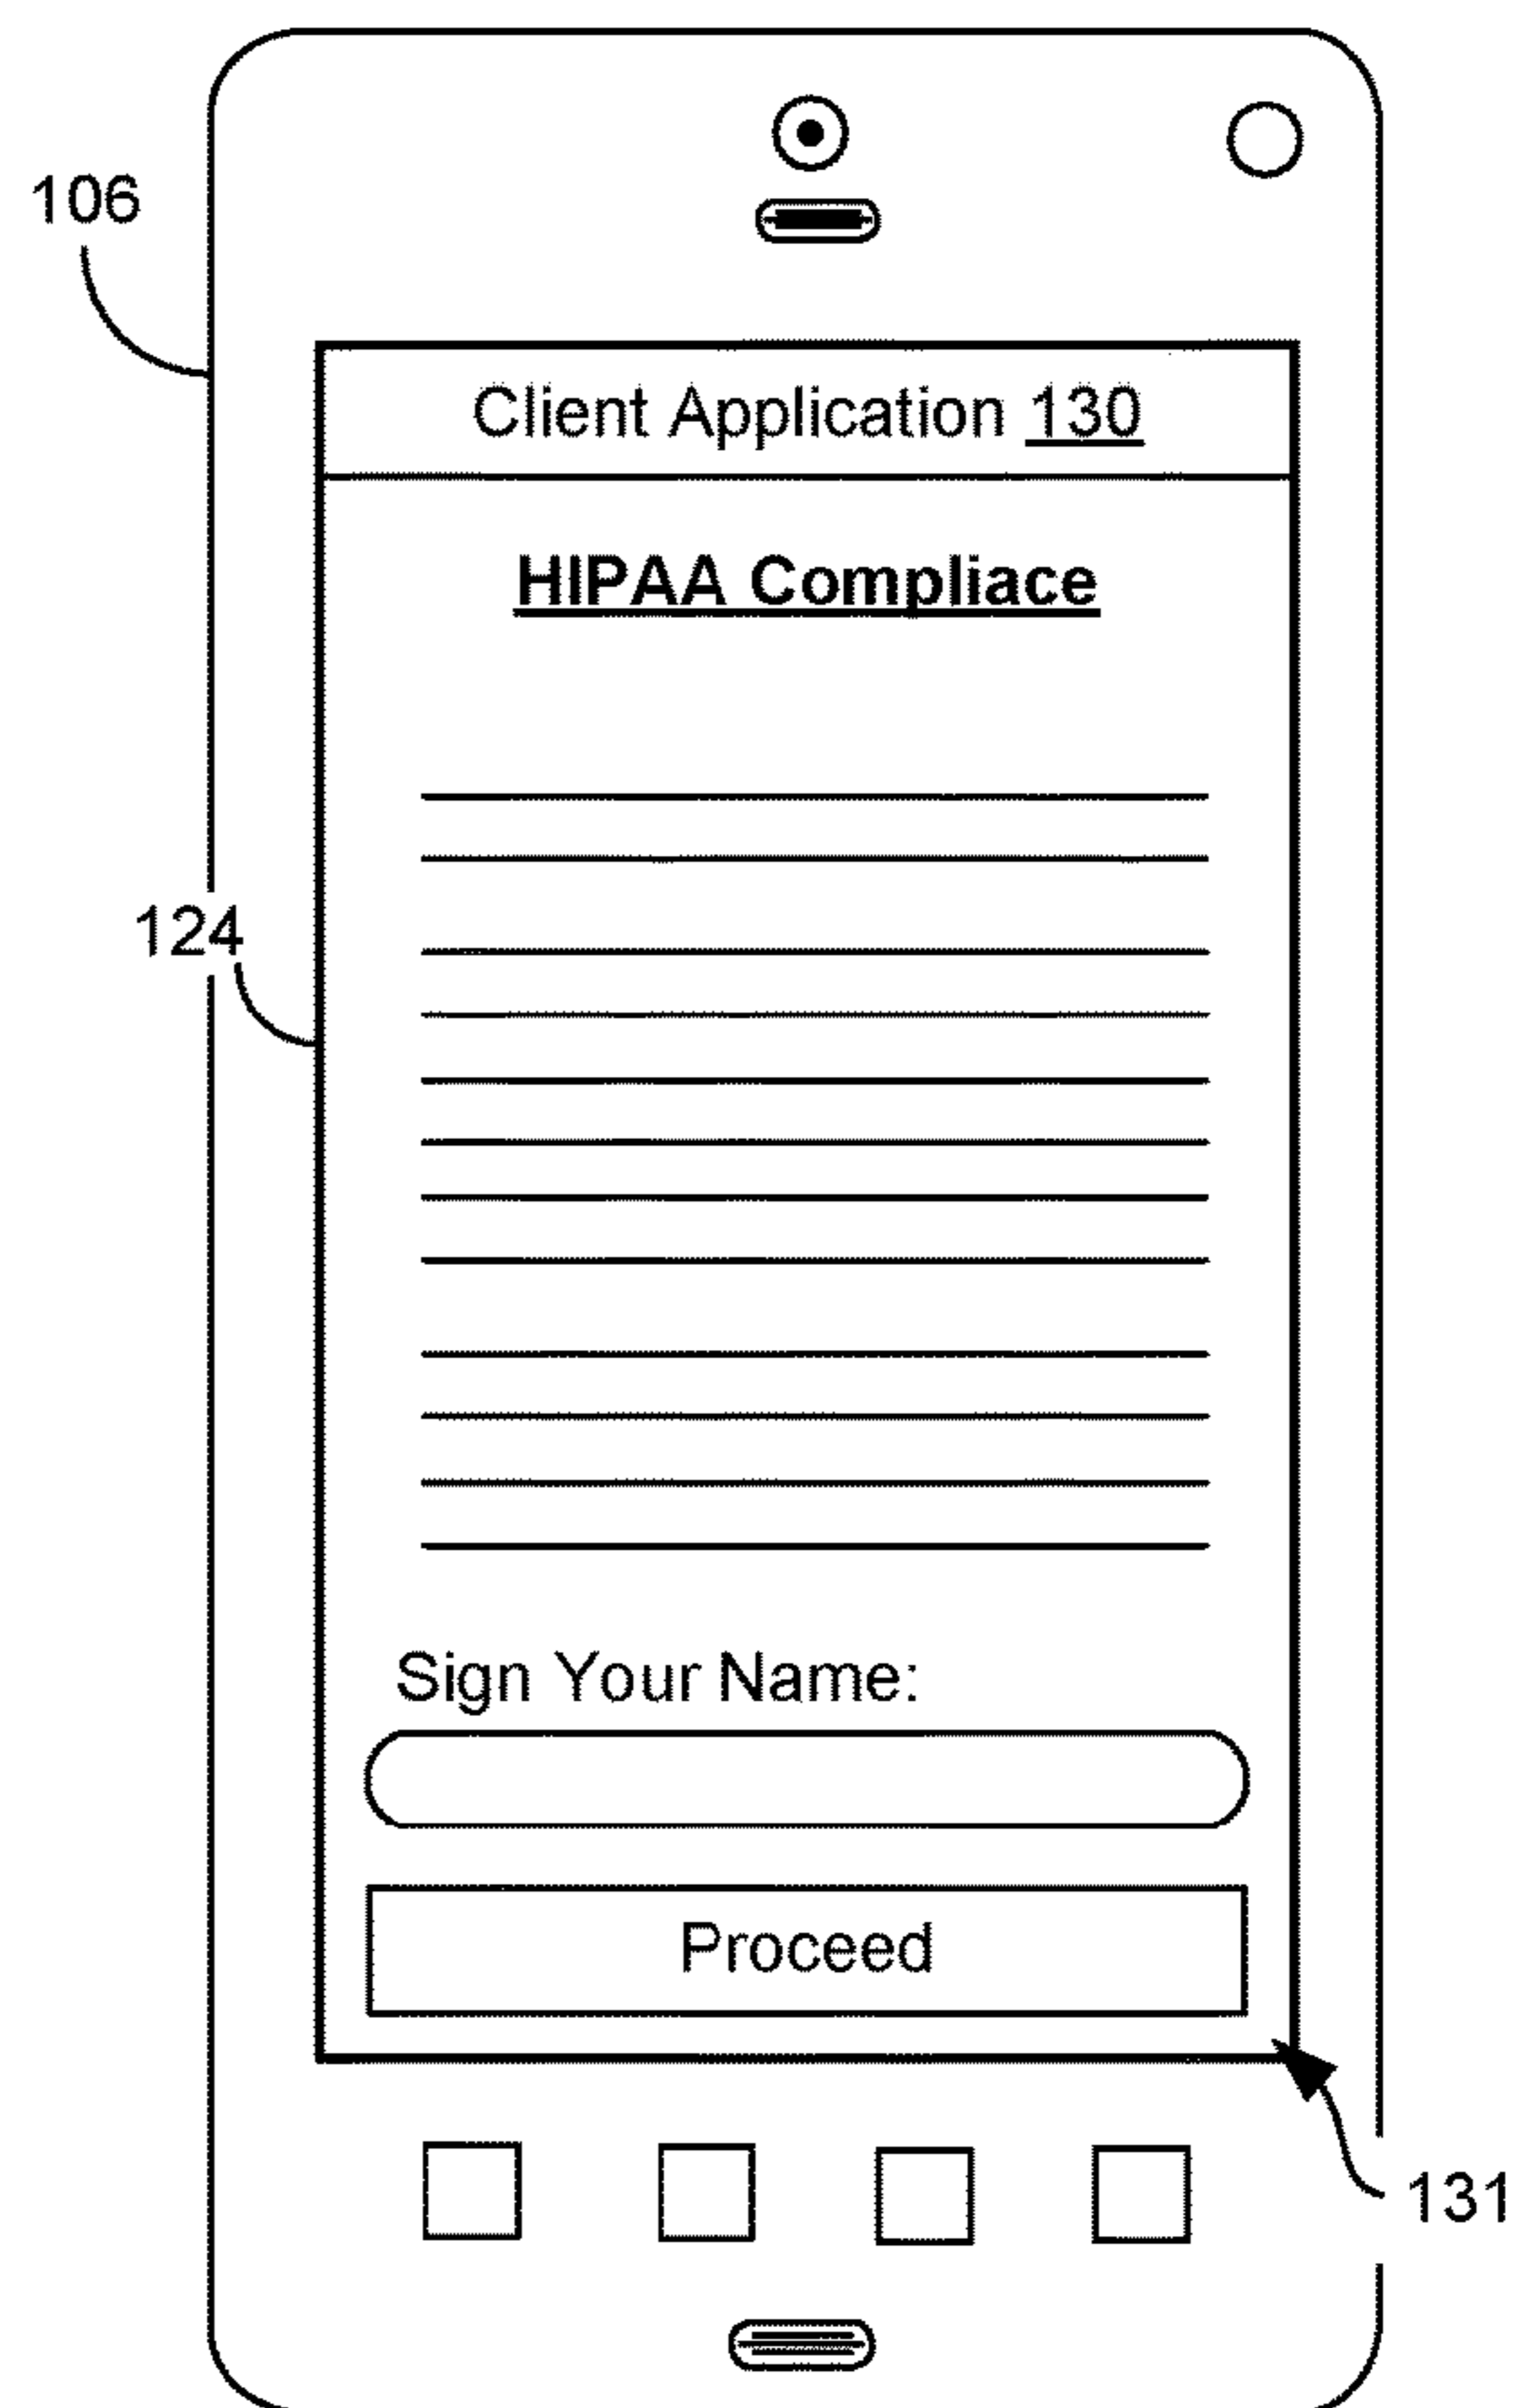 106
Client Application 130
HIPAA Compliace
124
Sign Your Name:
Proceed
131